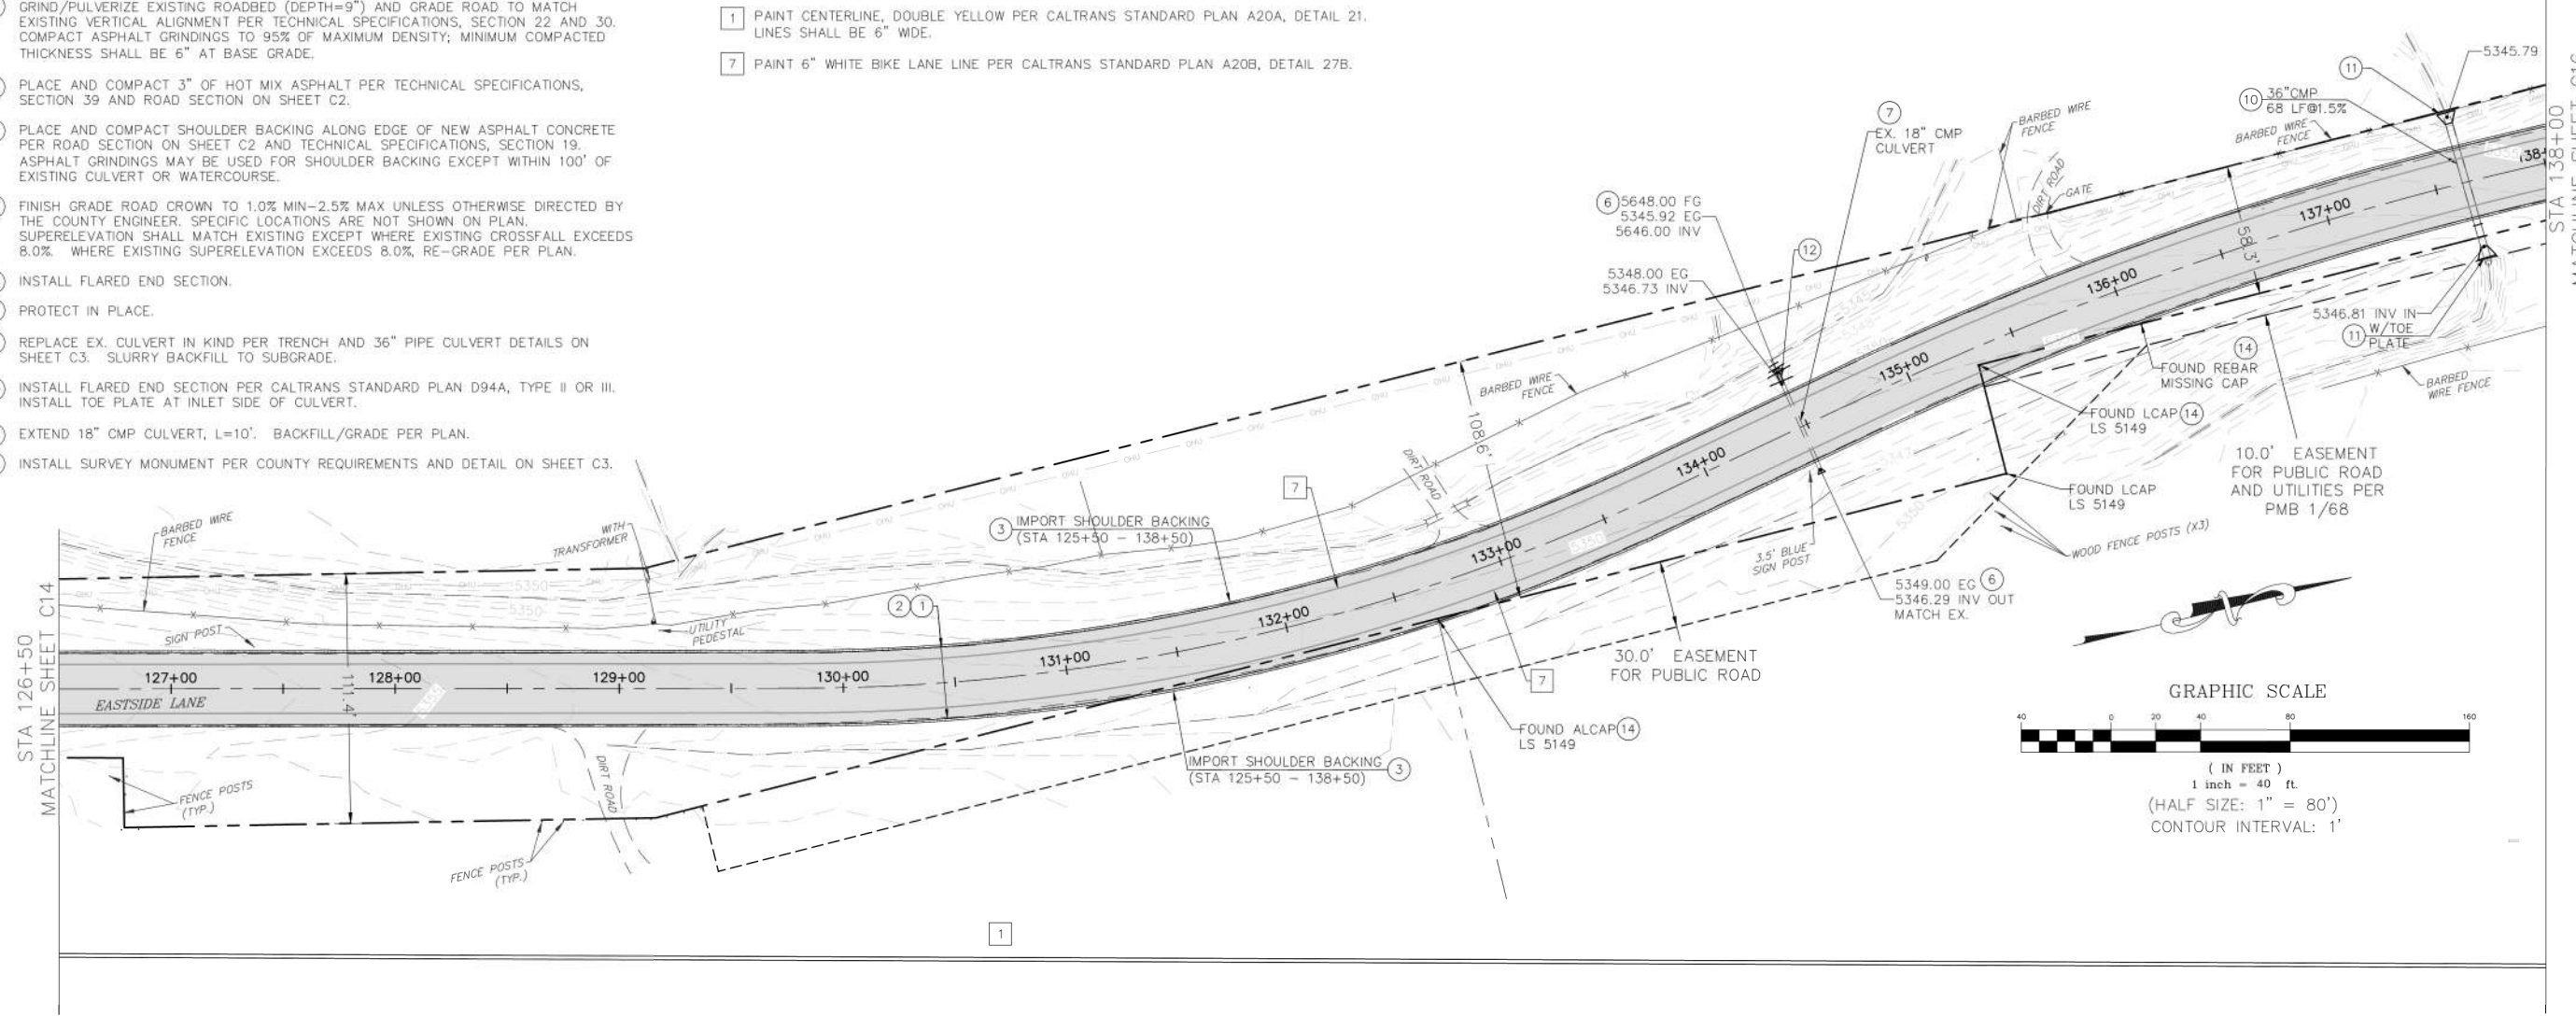 GRIND/PULVERIZE EXISTING ROADBED (DEPTH=9") AND GRADE ROAD TO MATCH
EXISTING VERTICAL ALIGNMENT PER TECHNICAL SPECIFICATIONS, SECTION 22 AND 30.
COMPACT ASPHALT GRINDINGS TO 95% OF MAXIMUM DENSITY; MINIMUM COMPACTED
THICKNESS SHALL BE 6" AT BASE GRADE.
PLACE AND COMPACT 3" OF HOT MIX ASPHALT PER TECHNICAL SPECIFICATIONS,
SECTION 39 AND ROAD SECTION ON SHEET C2.
PLACE AND COMPACT SHOULDER BACKING ALONG EDGE OF NEW ASPHALT CONCRETE
PER ROAD SECTION ON SHEET C2 AND TECHNICAL SPECIFICATIONS, SECTION 19.
ASPHALT GRINDINGS MAY BE USED FOR SHOULDER BACKING EXCEPT WITHIN 100' OF
EXISTING CULVERT OR WATERCOURSE.
FINISH GRADE ROAD CROWN TO 1.0% MIN-2.5% MAX UNLESS OTHERWISE DIRECTED BY
THE COUNTY ENGINEER. SPECIFIC LOCATIONS ARE NOT SHOWN ON PLAN.
SUPERELEVATION SHALL MATCH EXISTING EXCEPT WHERE EXISTING CROSSFALL EXCEEDS
8.0%. WHERE EXISTING SUPERELEVATION EXCEEDS 8.0%, RE-GRADE PER PLAN.
INSTALL FLARED END SECTION.
PROTECT IN PLACE.
REPLACE EX. CULVERT IN KIND PER TRENCH AND 36" PIPE CULVERT DETAILS ON
SHEET C3. SLURRY BACKFILL TO SUBGRADE.
INSTALL FLARED END SECTION PER CALTRANS STANDARD PLAN D94A, TYPE II OR III.
INSTALL TOE PLATE AT INLET SIDE OF CULVERT.
EXTEND 18" CMP CULVERT, L=10'. BACKFILL/GRADE PER PLAN.
INSTALL SURVEY MONUMENT PER COUNTY REQUIREMENTS AND DETAIL ON SHEET C3.
1 PAINT CENTERLINE, DOUBLE YELLOW PER CALTRANS STANDARD PLAN A20A, DETAIL 21.
LINES SHALL BE 6" WIDE.
7 PAINT 6" WHITE BIKE LANE LINE PER CALTRANS STANDARD PLAN A20B, DETAIL 27B.
5345.79
11
10 36"CMP
68 LF@1.5%
BARBED WIRE
FENCE
BARBED WIRE
FENCE
7
EX. 18" CMP
CULVERT
DIRT ROAD
GATE
6 5648.00 FG
5345.92 EG
5646.00 INV
12
5348.00 EG
5346.73 INV
58.3'
STA 138+00
138+
137+00
136+00
135+00
134+00
133+00
132+00
131+00
130+00
129+00
128+00
127+00
5346.81 INV IN
11 W/TOE
PLATE
14
FOUND REBAR
MISSING CAP
BARBED
WIRE FENCE
FOUND LCAP 14
LS 5149
10.0' EASEMENT
FOR PUBLIC ROAD
AND UTILITIES PER
PMB 1/68
FOUND LCAP
LS 5149
WOOD FENCE POSTS (X3)
5350
5345
BARBED WIRE
FENCE
108.6'
DIRT ROAD
7
3 IMPORT SHOULDER BACKING
(STA 125+50 - 138+50)
3.5' BLUE
SIGN POST
5349.00 EG 6
5346.29 INV OUT
MATCH EX.
30.0' EASEMENT
FOR PUBLIC ROAD
7
FOUND ALCAP 14
LS 5149
IMPORT SHOULDER BACKING 3
(STA 125+50 - 138+50)
BARBED WIRE
FENCE
WITH
TRANSFORMER
5350
5350
2 1
SIGN POST
UTILITY
PEDESTAL
EASTSIDE LANE
111.4'
STA 126+50
MATCHLINE SHEET C14
FENCE POSTS
(TYP.)
DIRT ROAD
FENCE POSTS
(TYP.)
GRAPHIC SCALE
40 0 20 40 80 160
( IN FEET )
1 inch = 40 ft.
(HALF SIZE: 1" = 80')
CONTOUR INTERVAL: 1'
1